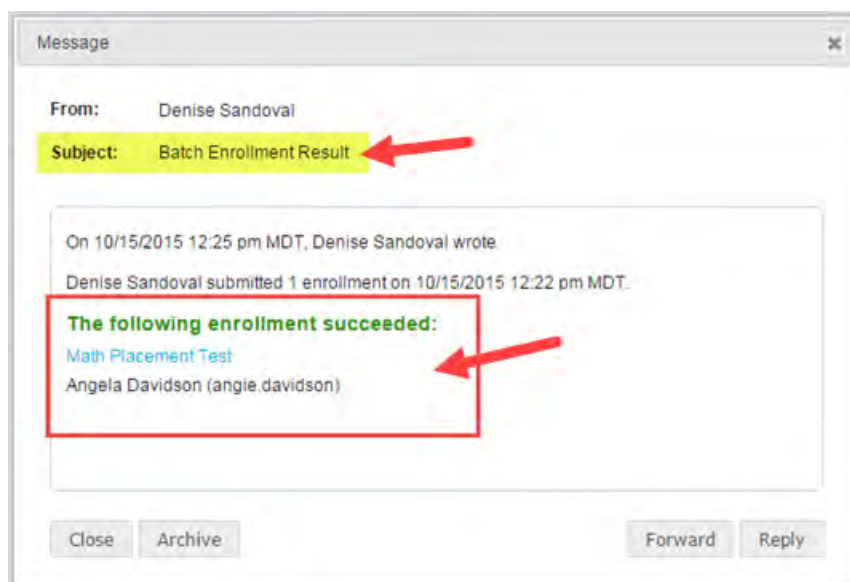 Message
From: Denise Sandoval
Subject: Batch Enrollment Result
On 10/15/2015 12:25 pm MDT, Denise Sandoval wrote
Denise Sandoval submitted 1 enrollment on 10/15/2015 12:22 pm MDT.
The following enrollment succeeded:
Math Placement Test
Angela Davidson (angie.davidson)
Close Archive Forward Reply